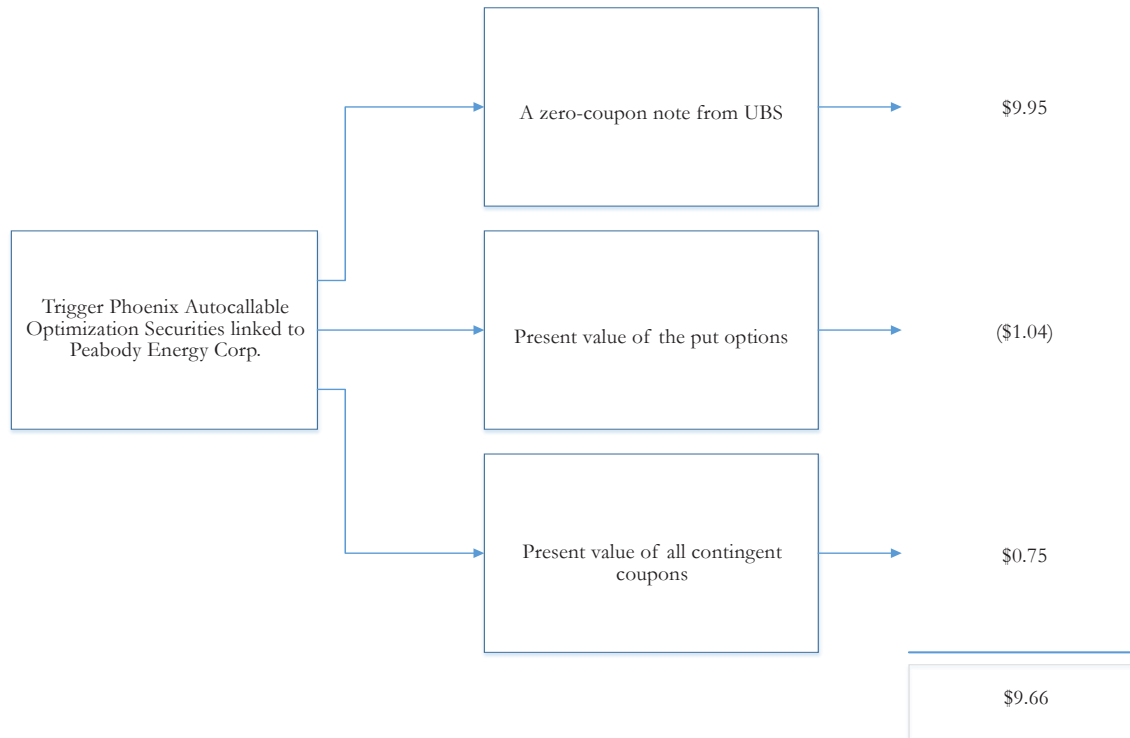 A zero-coupon note from UBS
$9.95
Trigger Phoenix Autocallable
Optimization Securities linked to
Peabody Energy Corp.
Present value of the put options
($1.04)
Present value of all contingent
coupons
$0.75
$9.66